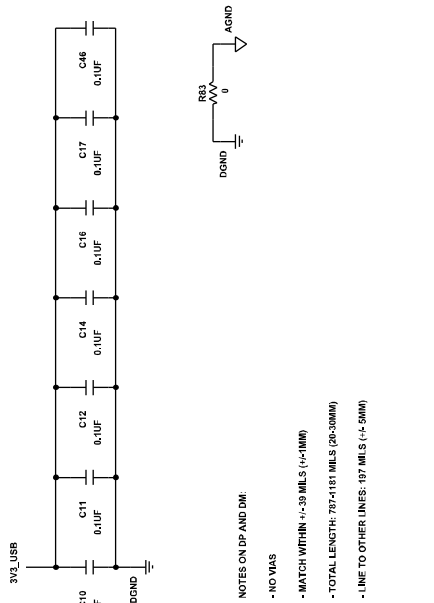 3V3_USB
C10
DGND
C11
0.1UF
C12
0.1UF
C14
0.1UF
C16
0.1UF
C17
0.1UF
C46
0.1UF
DGND
R83
0
AGND
NOTES ON DP AND DM:
- NO VIAS
- MATCH WITHIN +/- 39 MILS (+/-1MM)
- TOTAL LENGTH: 787-1181 MILS (20-30MM)
- LINE TO OTHER LINES: 197 MILS (+/- 5MM)